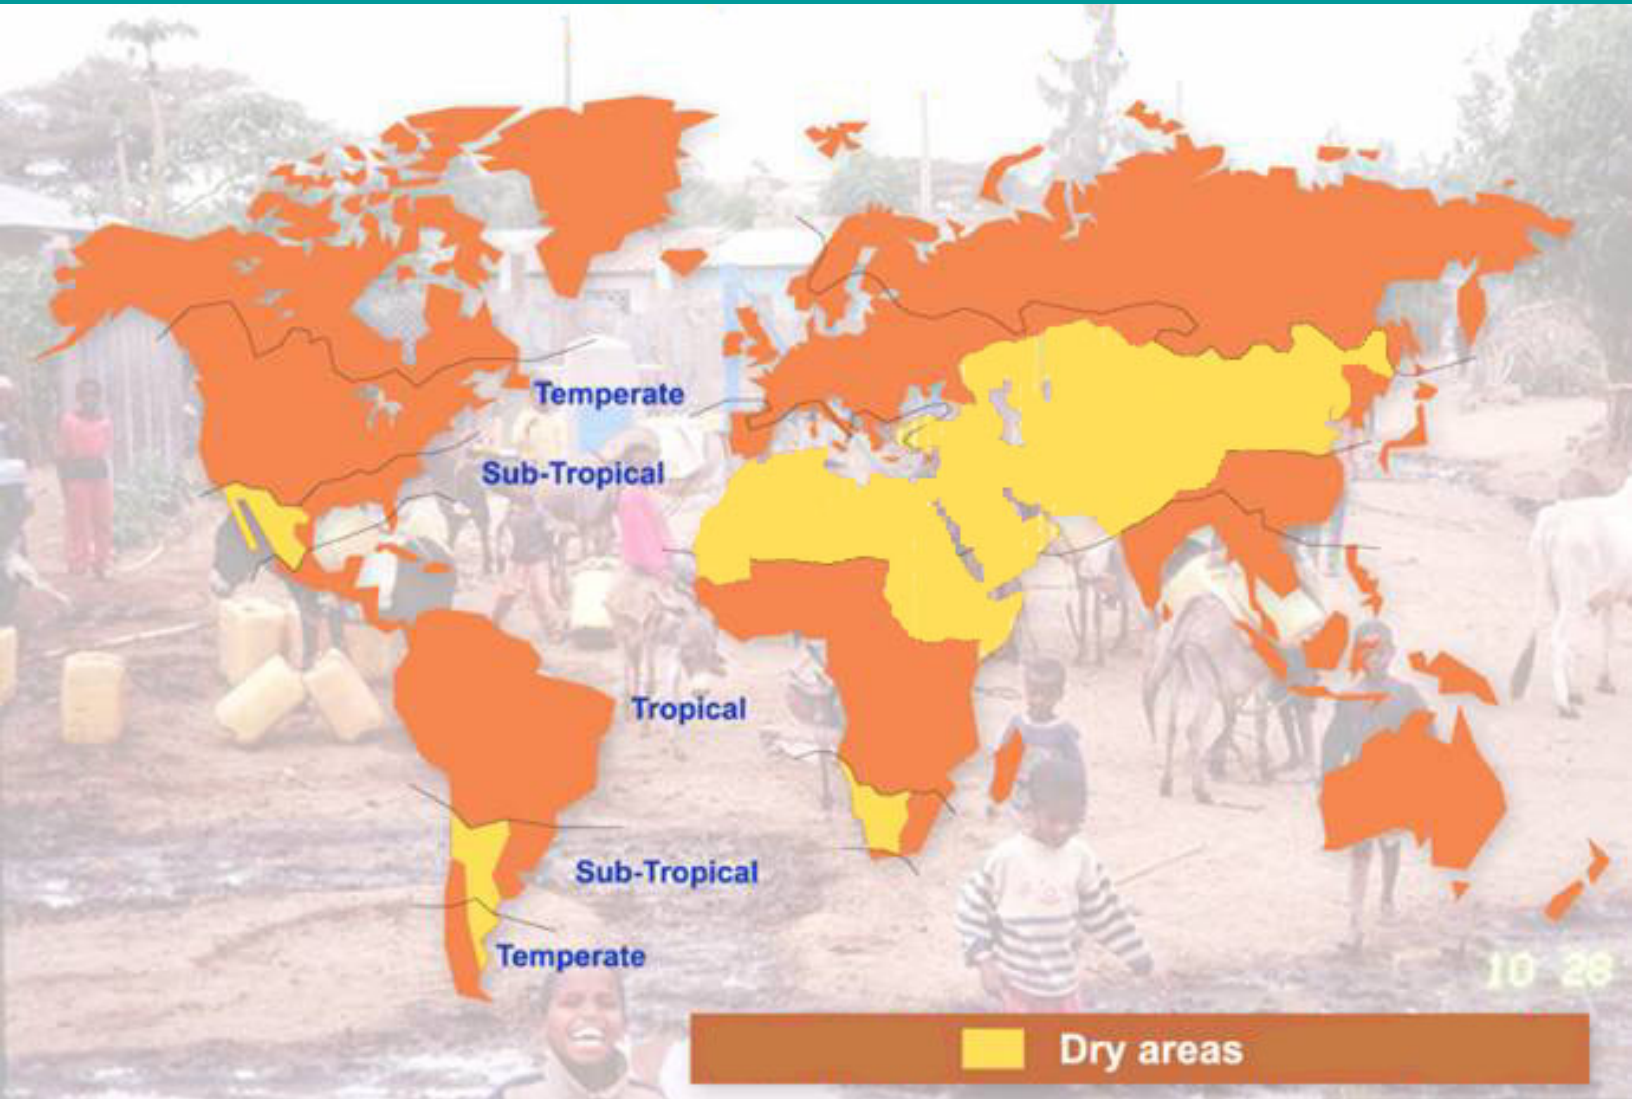 Temperate
Sub-Tropical
Tropical
Sub-Tropical
Temperate
10 28
Dry areas